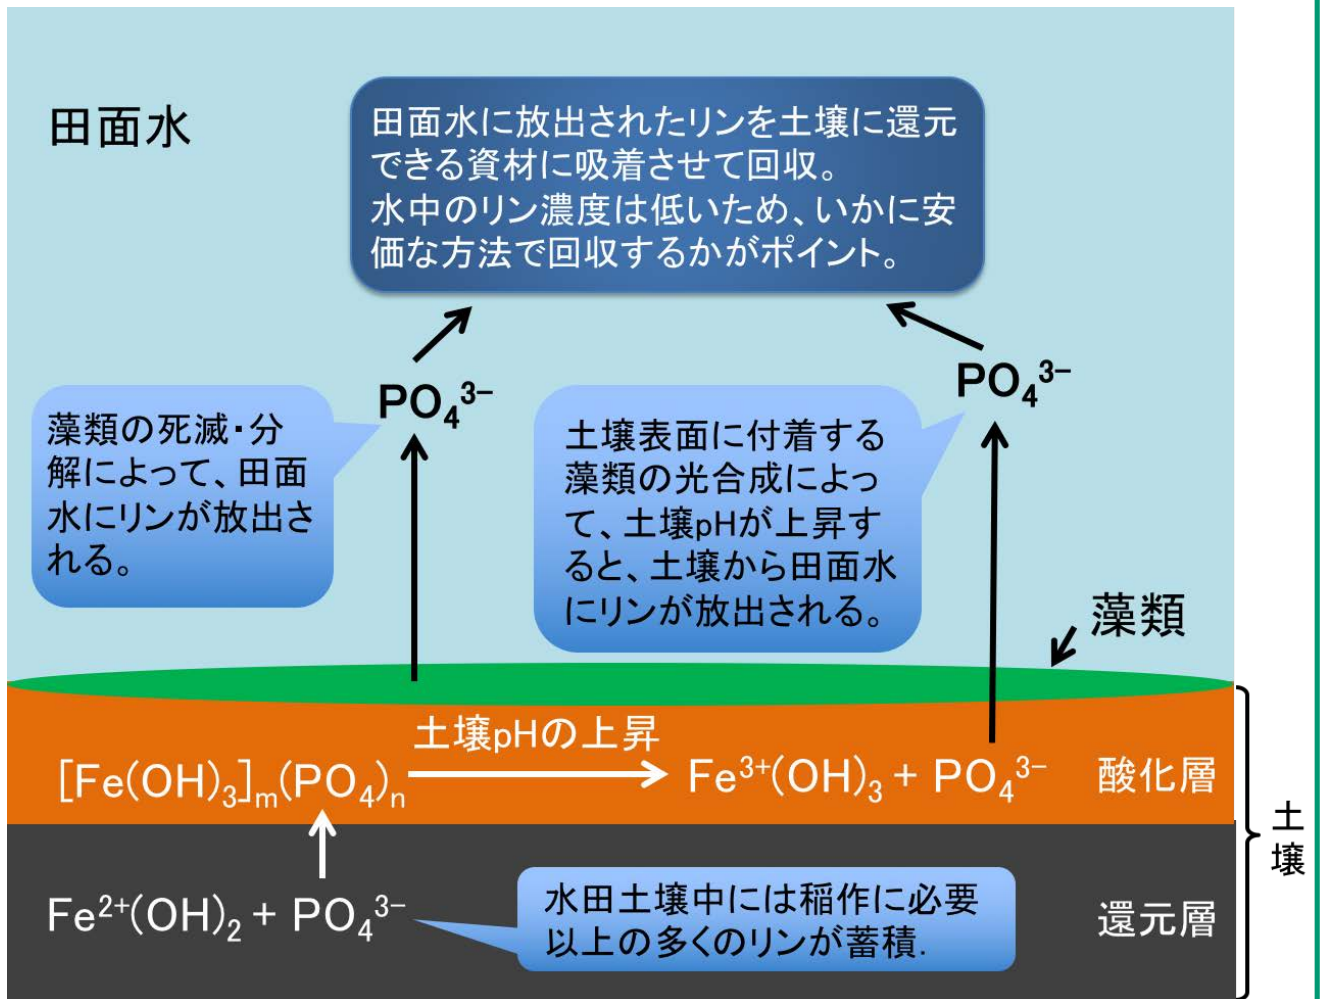 田面水
田面水に放出されたリンを土壌に還元
できる資材に吸着させて回収。
水中のリン濃度は低いため、いかに安
価な方法で回収するかがポイント。
PO₄³⁻
PO₄³⁻
藻類の死滅・分
解によって、田面
水にリンが放出さ
れる。
土壌表面に付着する
藻類の光合成によっ
て、土壌pHが上昇す
ると、土壌から田面水
にリンが放出される。
藻類
土壌pHの上昇
[Fe(OH)₃]ₘ(PO₄)ₙ
Fe³⁺(OH)₃ + PO₄³⁻
酸化層
土
壌
Fe²⁺(OH)₂ + PO₄³⁻
水田土壌中には稲作に必要
以上の多くのリンが蓄積.
還元層